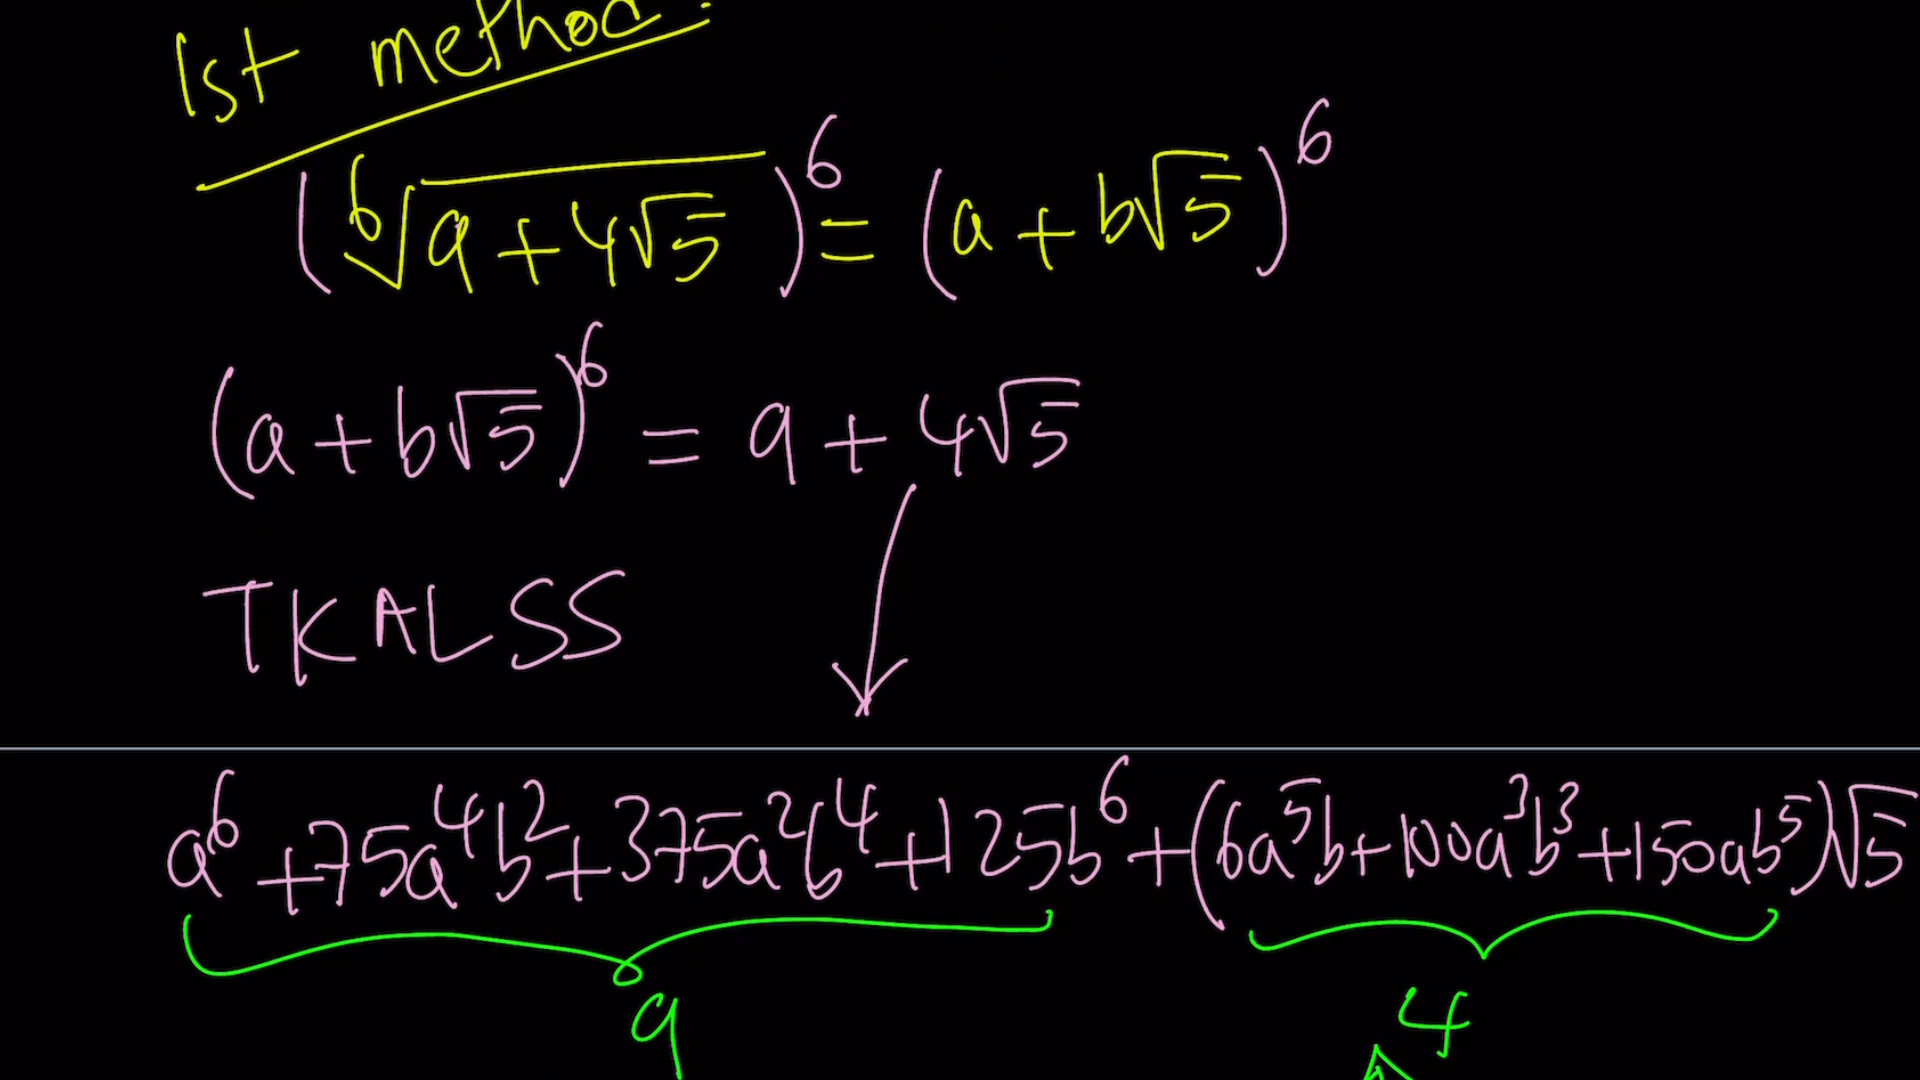 1st method:
(⁶√(9+4√5))⁶ = (a+b√5)⁶
(a+b√5)⁶ = 9+4√5
TKALSS
a⁶+75a⁴b²+375a²b⁴+125b⁶+(6a⁵b+100a³b³+150ab⁵)√5
9 4